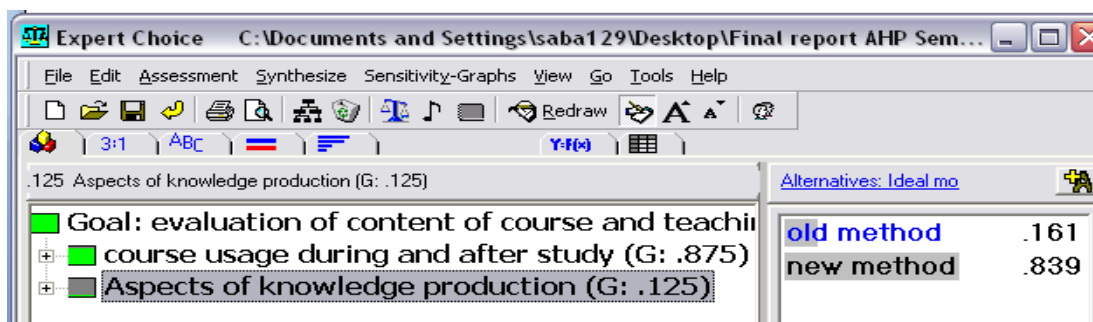 Expert Choice C:\Documents and Settings\saba129\Desktop\Final report AHP Sem...
File Edit Assessment Synthesize Sensitivity-Graphs View Go Tools Help
Redraw A A
3:1 ABC Y=F(x)
.125 Aspects of knowledge production (G: .125)
Alternatives: Ideal mo
Goal: evaluation of content of course and teachin
course usage during and after study (G: .875)
Aspects of knowledge production (G: .125)
old method .161
new method .839